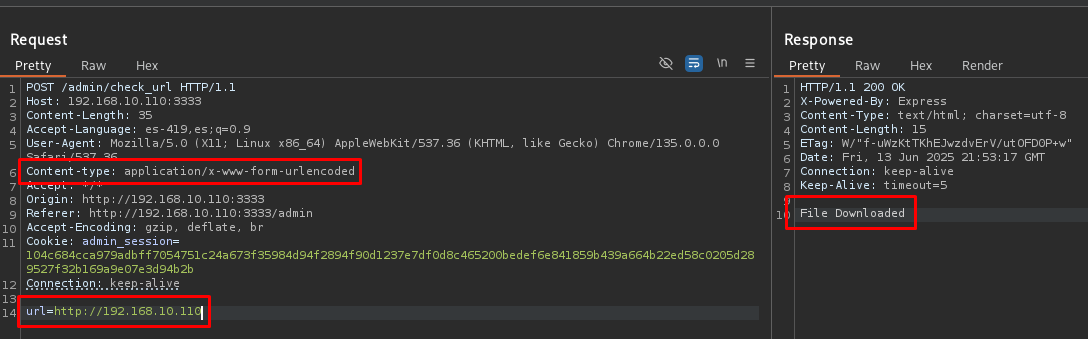 Request
Pretty Raw Hex
\n
1 POST /admin/check_url HTTP/1.1
2 Host: 192.168.10.110:3333
3 Content-Length: 35
4 Accept-Language: es-419,es;q=0.9
5 User-Agent: Mozilla/5.0 (X11; Linux x86_64) AppleWebKit/537.36 (KHTML, like Gecko) Chrome/135.0.0.0
Safari/537.36
6 Content-type: application/x-www-form-urlencoded
7 Accept: */*
8 Origin: http://192.168.10.110:3333
9 Referer: http://192.168.10.110:3333/admin
10 Accept-Encoding: gzip, deflate, br
11 Cookie: admin_session=
104c684cca979adbff7054751c24a673f35984d94f2894f90d1237e7df0d8c465200bedef6e841859b439a664b22ed58c0205d28
9527f32b169a9e07e3d94b2b
12 Connection: keep-alive
13
14 url=http://192.168.10.110
Response
Pretty Raw Hex Render
1 HTTP/1.1 200 OK
2 X-Powered-By: Express
3 Content-Type: text/html; charset=utf-8
4 Content-Length: 15
5 ETag: W/"f-uWzKtTKhEJwzdvErV/utOFDOP+w"
6 Date: Fri, 13 Jun 2025 21:53:17 GMT
7 Connection: keep-alive
8 Keep-Alive: timeout=5
9
10 File Downloaded